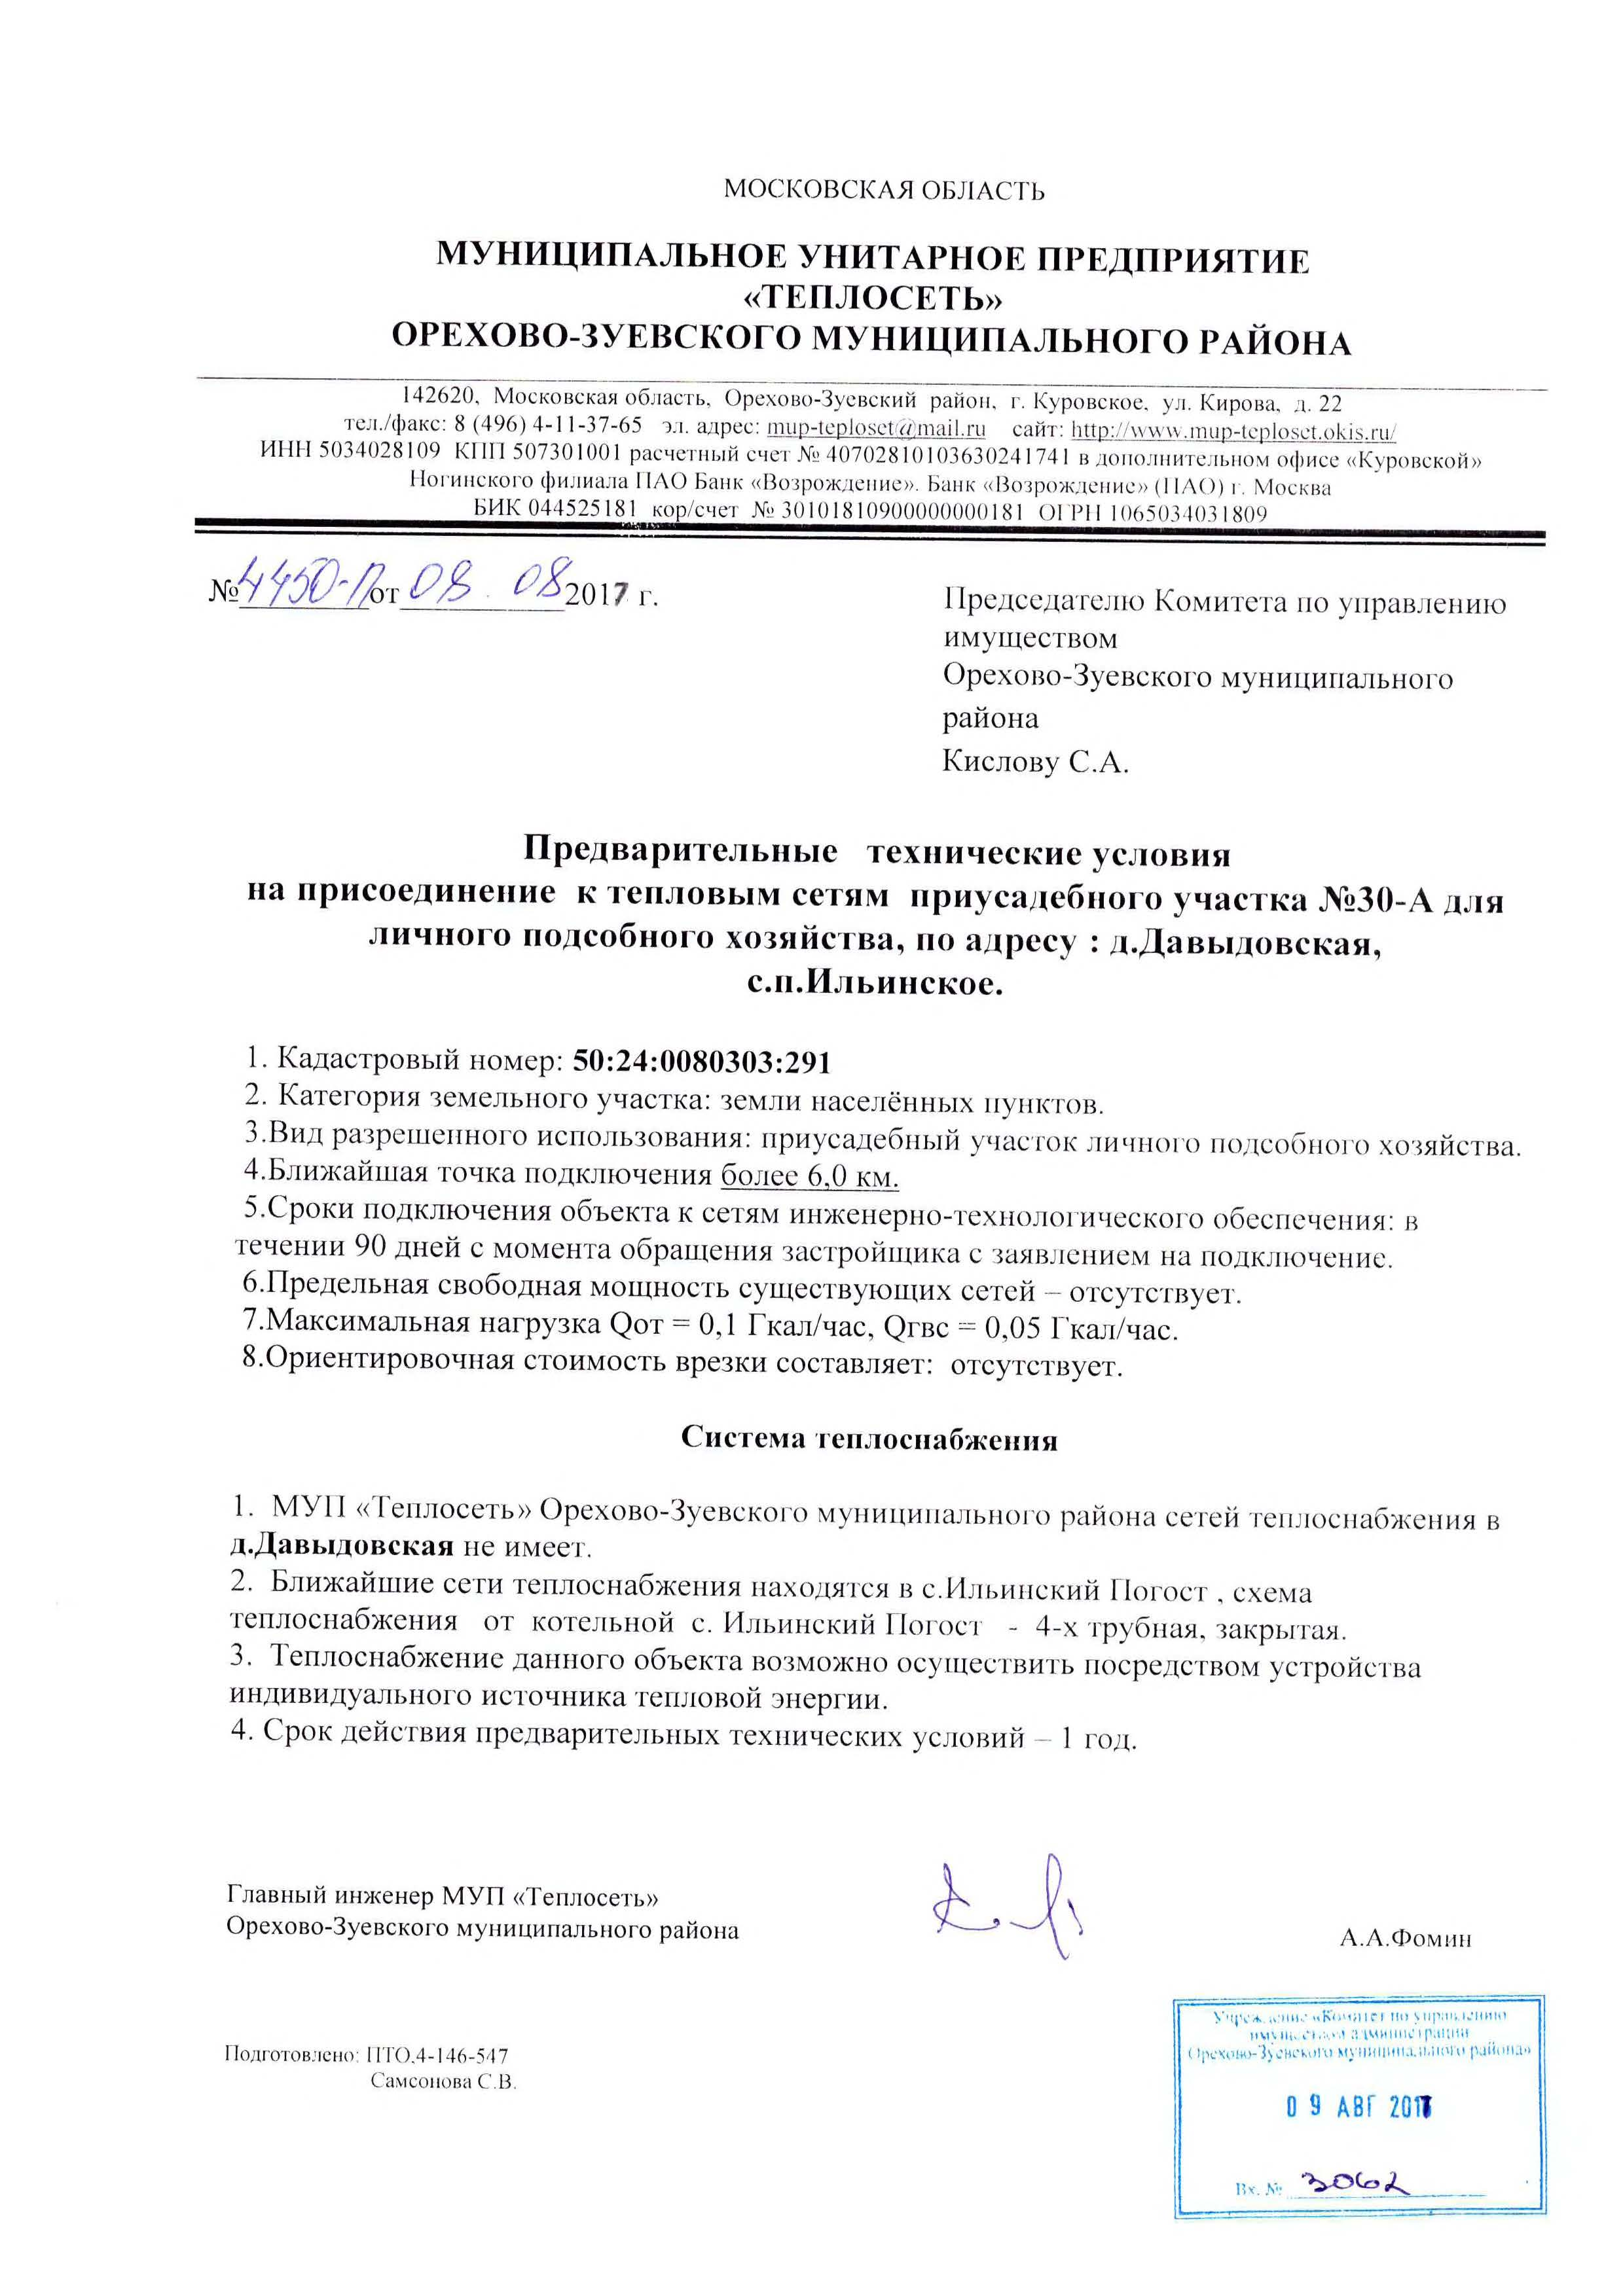 МОСКОВСКАЯ ОБЛАСТЬ
МУНИЦИПАЛЬНОЕ УНИТАРНОЕ ПРЕДПРИЯТИЕ
«ТЕПЛОСЕТЬ»
ОРЕХОВО-ЗУЕВСКОГО МУНИЦИПАЛЬНОГО РАЙОНА
142620, Московская область, Орехово-Зуевский район, г. Куровское, ул. Кирова, д. 22
тел./факс: 8 (496) 4-11-37-65 эл. адрес: mup-teploset@mail.ru сайт: http://www.mup-teploset.okis.ru/
ИНН 5034028109 КПП 507301001 расчетный счет № 40702810103630241741 в дополнительном офисе «Куровской»
Ногинского филиала ПАО Банк «Возрождение». Банк «Возрождение» (ПАО) г. Москва
БИК 044525181 кор/счет № 30101810900000000181 ОГРН 1065034031809
№ 4450-П от 08. 08 2017 г.
Председателю Комитета по управлению
имуществом
Орехово-Зуевского муниципального
района
Кислову С.А.
Предварительные технические условия
на присоединение к тепловым сетям приусадебного участка №30-А для
личного подсобного хозяйства, по адресу : д.Давыдовская,
с.п.Ильинское.
1. Кадастровый номер: 50:24:0080303:291
2. Категория земельного участка: земли населённых пунктов.
3.Вид разрешенного использования: приусадебный участок личного подсобного хозяйства.
4.Ближайшая точка подключения более 6,0 км.
5.Сроки подключения объекта к сетям инженерно-технологического обеспечения: в
течении 90 дней с момента обращения застройщика с заявлением на подключение.
6.Предельная свободная мощность существующих сетей – отсутствует.
7.Максимальная нагрузка Qот = 0,1 Гкал/час, Qгвс = 0,05 Гкал/час.
8.Ориентировочная стоимость врезки составляет: отсутствует.
Система теплоснабжения
1. МУП «Теплосеть» Орехово-Зуевского муниципального района сетей теплоснабжения в
д.Давыдовская не имеет.
2. Ближайшие сети теплоснабжения находятся в с.Ильинский Погост , схема
теплоснабжения от котельной с. Ильинский Погост - 4-х трубная, закрытая.
3. Теплоснабжение данного объекта возможно осуществить посредством устройства
индивидуального источника тепловой энергии.
4. Срок действия предварительных технических условий – 1 год.
Главный инженер МУП «Теплосеть»
Орехово-Зуевского муниципального района
А.А.Фомин
Подготовлено: ПТО,4-146-547
Самсонова С.В.
Учреждение «Комитет по управлению
имуществом администрации
Орехово-Зуевского муниципального района»
09 АВГ 2017
Вх. № 3062